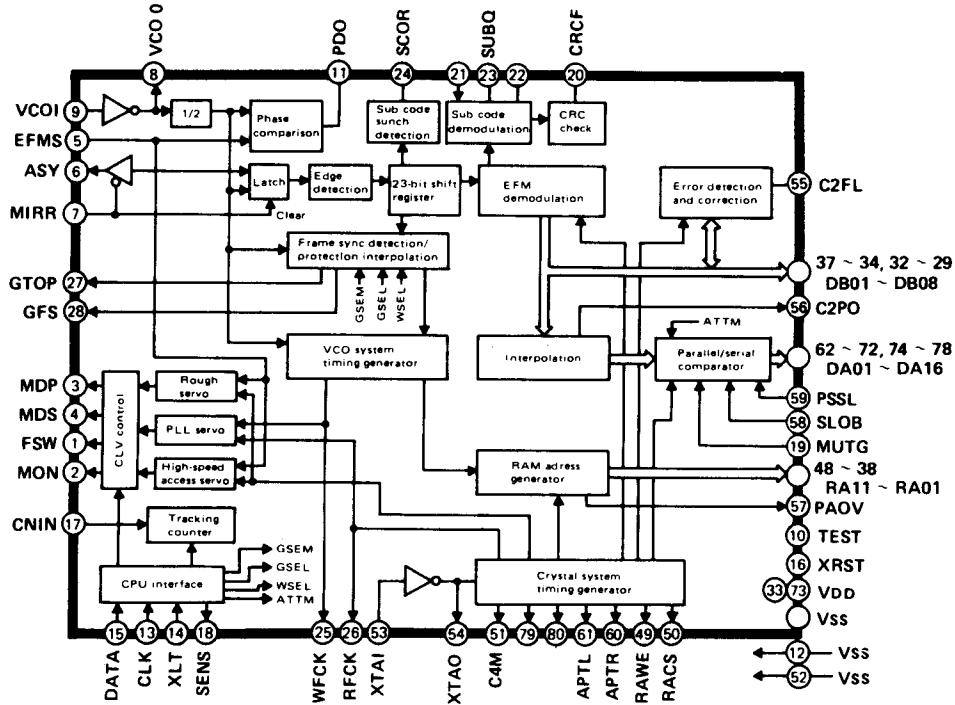 VCO 0
PDO
SCOR
SUBQ
CRCF
8
11
24
21
23
22
20
VCOI 9
1/2
Phase
comparison
Sub code
sunch
detection
Sub code
demodulation
CRC
check
EFMS 5
ASY 6
MIRR 7
Latch
Clear
Edge
detection
23-bit shift
register
EFM
demodulation
Error detection
and correction
55 C2FL
Frame sync detection/
protection interpolation
GSEM
GSEL
WSEL
GTOP 27
GFS 28
37 ~ 34, 32 ~ 29
DB01 ~ DB08
56 C2PO
VCO system
timing generator
Interpolation
ATTM
Parallel/serial
comparator
62 ~ 72, 74 ~ 78
DA01 ~ DA16
59 PSSL
58 SLOB
19 MUTG
MDP 3
MDS 4
FSW 1
MON 2
CLV control
Rough
servo
PLL servo
High-speed
access servo
RAM adress
generator
48 ~ 38
RA11 ~ RA01
57 PAOV
10 TEST
16 XRST
33 73 VDD
VSS
12 VSS
52 VSS
CNIN 17
Tracking
counter
CPU interface
GSEM
GSEL
WSEL
ATTM
Crystal system
timing generator
15
13
14
18
25
26
53
54
51
79
80
61
60
49
50
DATA
CLK
XLT
SENS
WFCK
RFCK
XTAI
XTAO
C4M
APTL
APTR
RAWE
RACS